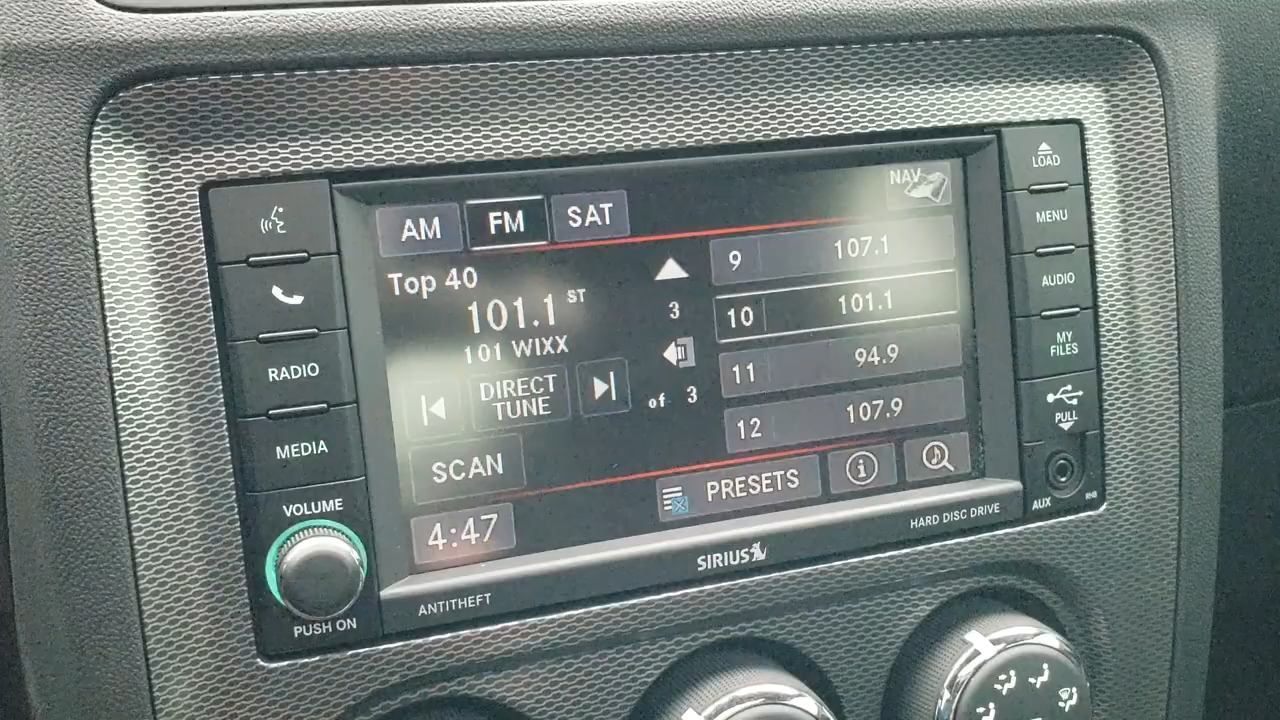 RADIO
MEDIA
VOLUME
PUSH ON
AM FM SAT
NAV
Top 40
101.1 ST
101 WIXX
DIRECT
TUNE
SCAN
4:47
3
of 3
9 107.1
10 101.1
11 94.9
12 107.9
PRESETS
i
ANTITHEFT
SIRIUS
HARD DISC DRIVE
LOAD
MENU
AUDIO
MY
FILES
PULL
AUX
RHB